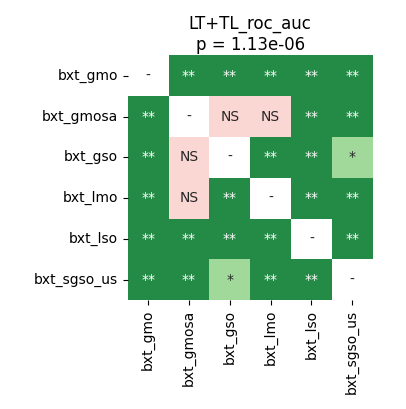 LT+TL_roc_auc
p = 1.13e-06
bxt_gmo - ** ** ** ** **
bxt_gmosa ** - NS NS ** **
bxt_gso ** NS - ** ** *
bxt_lmo ** NS ** - ** **
bxt_lso ** ** ** ** - **
bxt_sgso_us ** ** * ** ** -
bxt_gmo
bxt_gmosa
bxt_gso
bxt_lmo
bxt_lso
bxt_sgso_us